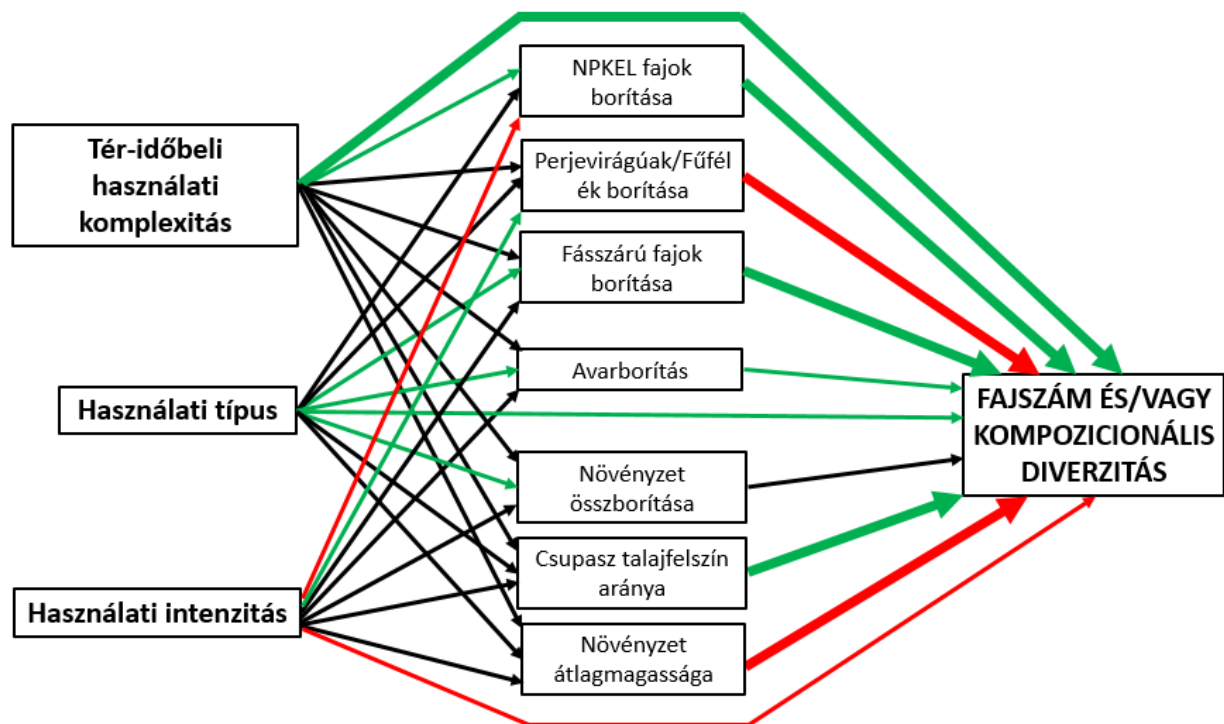 NPKEL fajok
borítása
Tér-időbeli
használati
komplexitás
Perjevirágúak/Fűfél
ék borítása
Fásszárú fajok
borítása
Avarborítás
Használati típus
FAJSZÁM ÉS/VAGY
KOMPOZICIONÁLIS
DIVERZITÁS
Növényzet
összborítása
Csupasz talajfelszín
aránya
Használati intenzitás
Növényzet
átlagmagassága